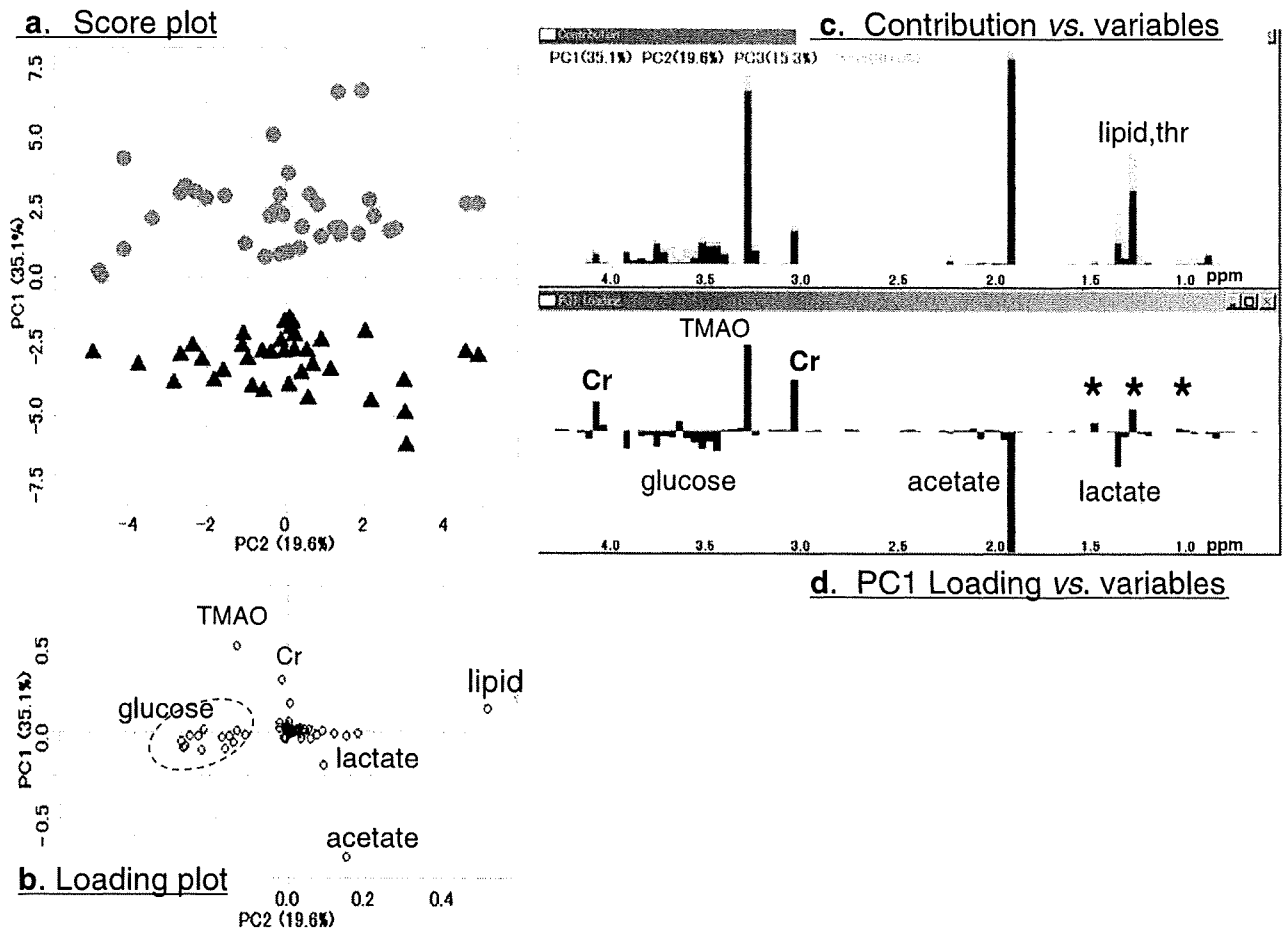 a. Score plot
7.5
5.0
2.5
0.0
−2.5
−5.0
−7.5
PC1 (35.1%)
−4 −2 0 2 4
PC2 (19.6%)
c. Contribution vs. variables
PC1(35.1%) PC2(19.6%) PC3(15.3%)
lipid,thr
4.0 3.5 3.0 2.5 2.0 1.5 1.0 ppm
TMAO
Cr
Cr
* * *
glucose
acetate
lactate
4.0 3.5 3.0 2.5 2.0 1.5 1.0 ppm
d. PC1 Loading vs. variables
TMAO
Cr
lipid
glucose
lactate
acetate
0.5
0.0
−0.5
PC1 (35.1%)
b. Loading plot
0.0 0.2 0.4
PC2 (19.6%)